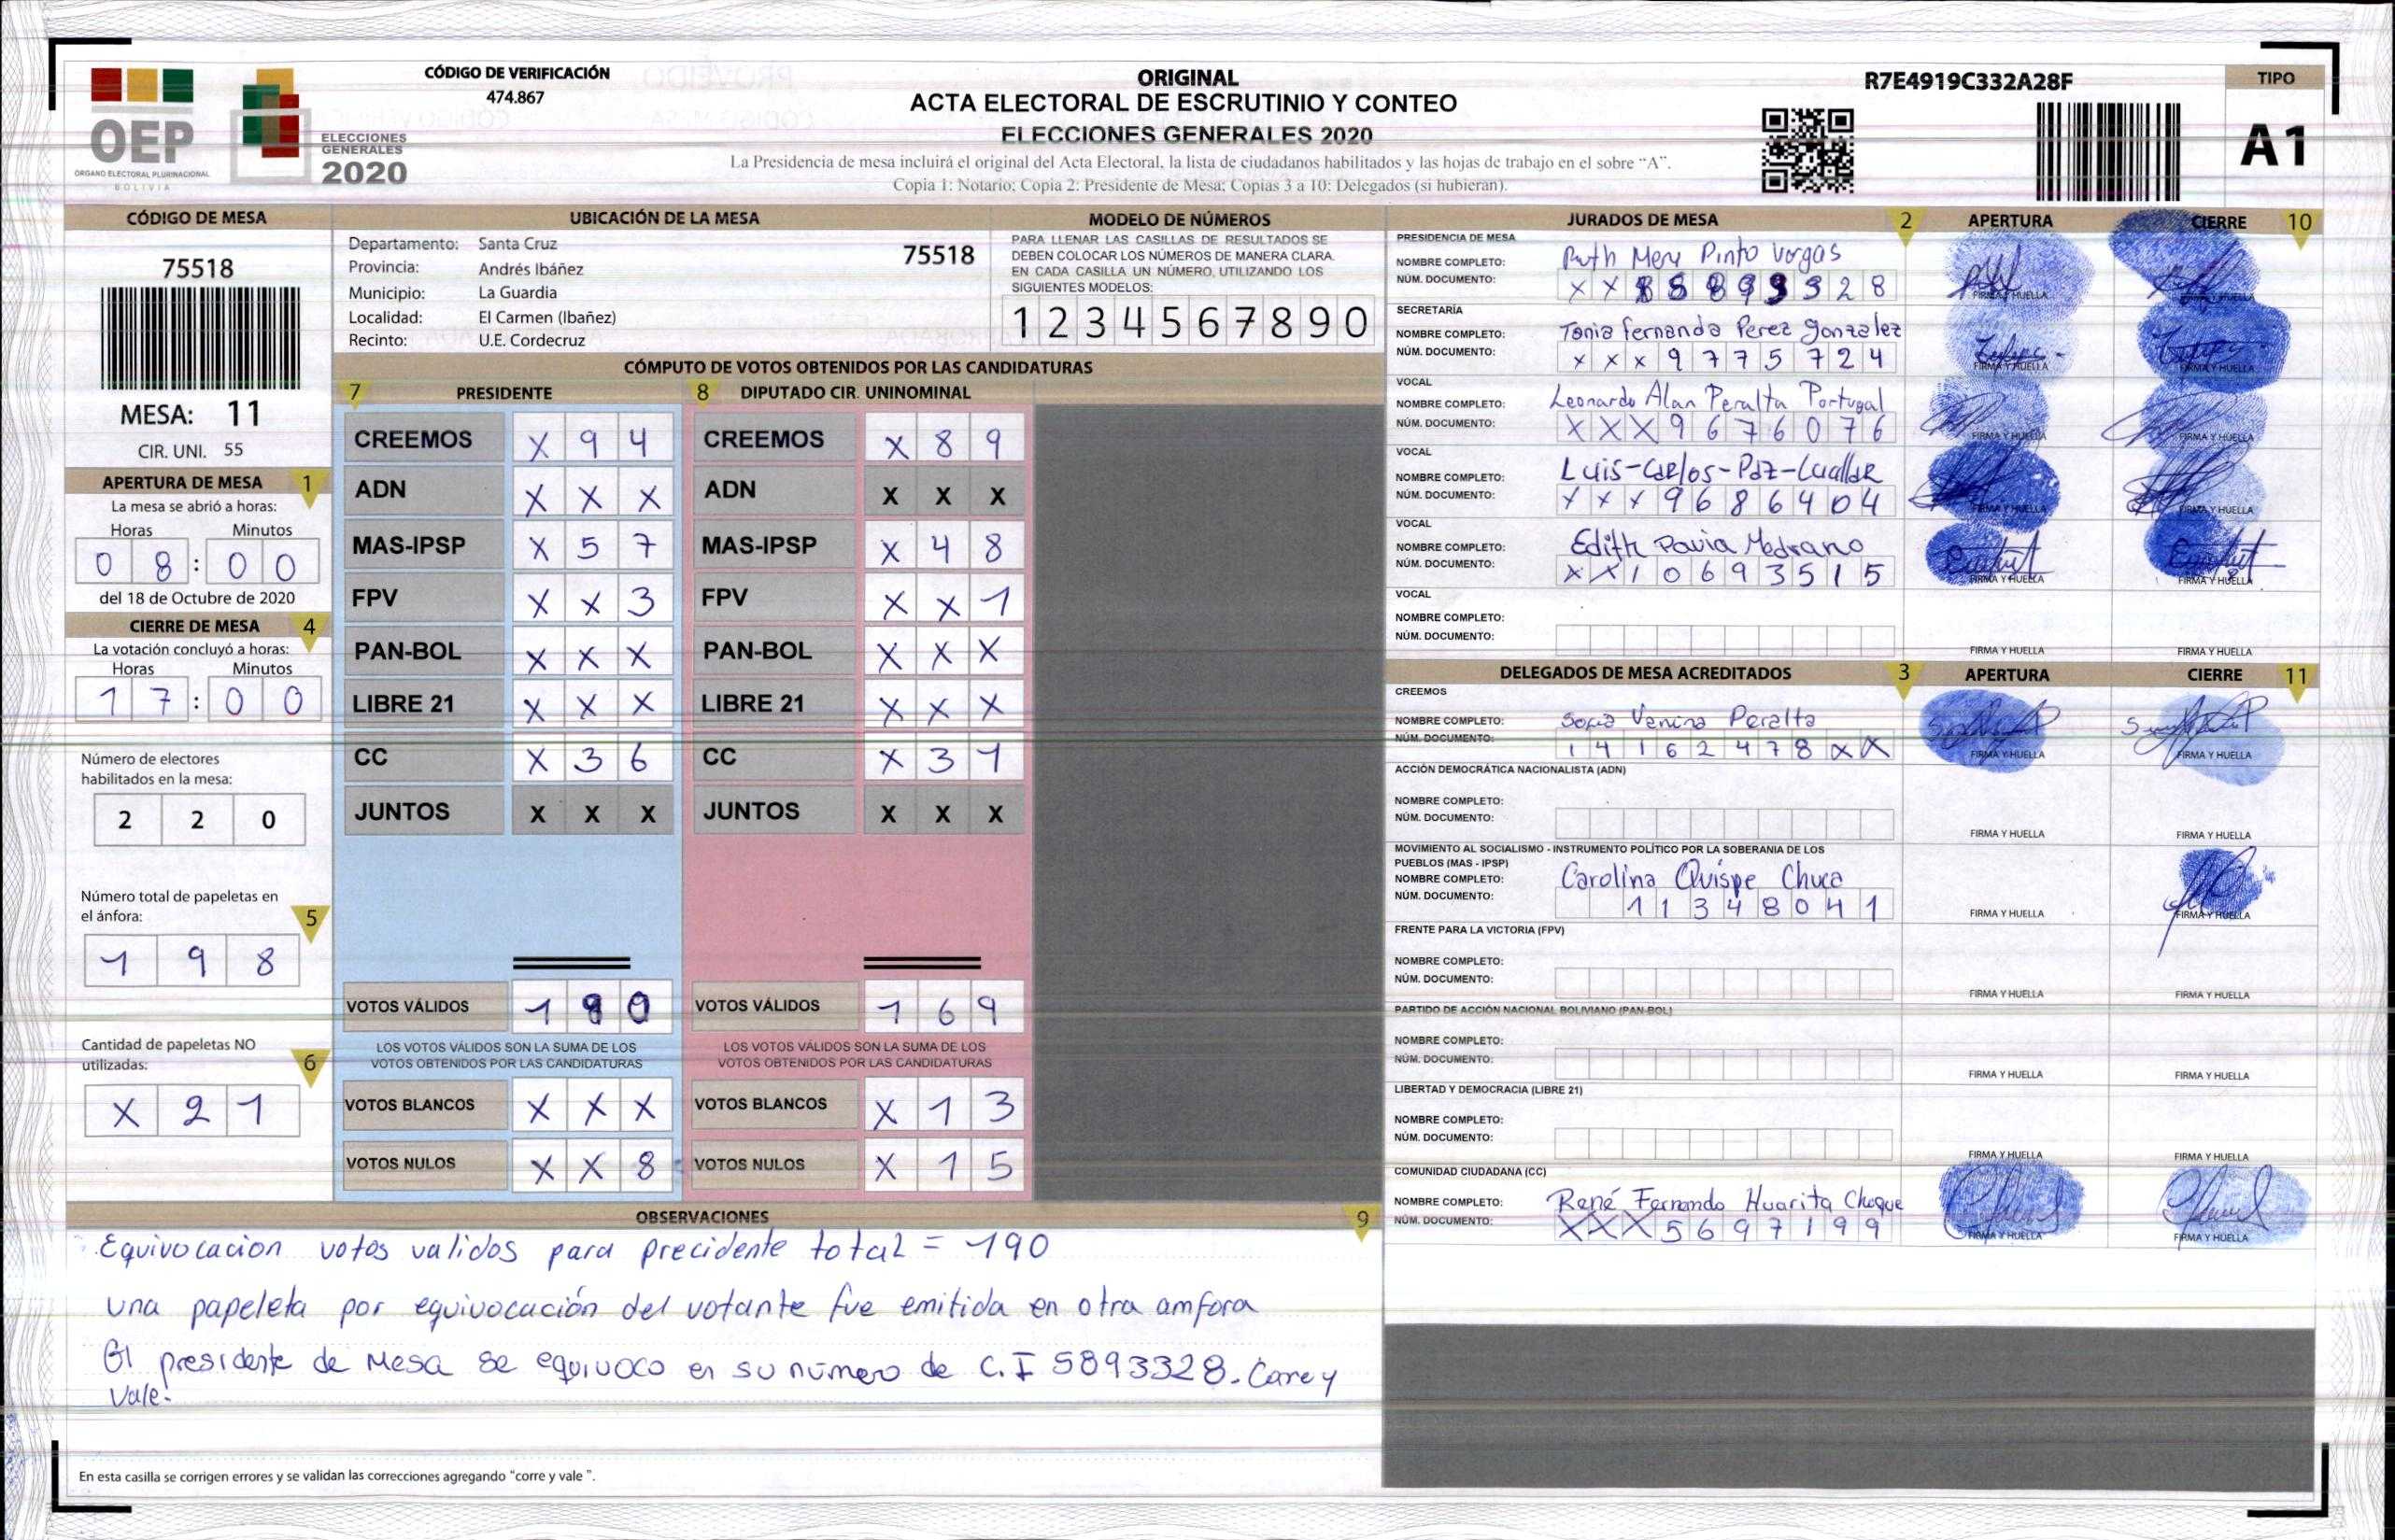 CÓDIGO DE VERIFICACIÓN
474.867
OEP
ÓRGANO ELECTORAL PLURINACIONAL
BOLIVIA
ELECCIONES
GENERALES
2020
ORIGINAL
ACTA ELECTORAL DE ESCRUTINIO Y CONTEO
ELECCIONES GENERALES 2020
La Presidencia de mesa incluirá el original del Acta Electoral, la lista de ciudadanos habilitados y las hojas de trabajo en el sobre “A”.
Copia 1: Notario; Copia 2: Presidente de Mesa; Copias 3 a 10: Delegados (si hubieran).
R7E4919C332A28F
TIPO
A1
CÓDIGO DE MESA
75518
MESA: 11
CIR. UNI. 55
APERTURA DE MESA 1
La mesa se abrió a horas:
Horas Minutos
0 8 : 0 0
del 18 de Octubre de 2020
CIERRE DE MESA 4
La votación concluyó a horas:
Horas Minutos
1 7 : 0 0
Número de electores
habilitados en la mesa:
2 2 0
Número total de papeletas en
el ánfora: 5
1 9 8
Cantidad de papeletas NO
utilizadas: 6
X 2 1
UBICACIÓN DE LA MESA
Departamento: Santa Cruz 75518
Provincia: Andrés Ibáñez
Municipio: La Guardia
Localidad: El Carmen (Ibañez)
Recinto: U.E. Cordecruz
MODELO DE NÚMEROS
PARA LLENAR LAS CASILLAS DE RESULTADOS SE
DEBEN COLOCAR LOS NÚMEROS DE MANERA CLARA.
EN CADA CASILLA UN NÚMERO, UTILIZANDO LOS
SIGUIENTES MODELOS:
1 2 3 4 5 6 7 8 9 0
CÓMPUTO DE VOTOS OBTENIDOS POR LAS CANDIDATURAS
7 PRESIDENTE 8 DIPUTADO CIR. UNINOMINAL
CREEMOS X 9 4 CREEMOS X 8 9
ADN X X X ADN X X X
MAS-IPSP X 5 7 MAS-IPSP X 4 8
FPV X X 3 FPV X X 1
PAN-BOL X X X PAN-BOL X X X
LIBRE 21 X X X LIBRE 21 X X X
CC X 3 6 CC X 3 1
JUNTOS X X X JUNTOS X X X
VOTOS VÁLIDOS 1 9 0 VOTOS VÁLIDOS 1 6 9
LOS VOTOS VÁLIDOS SON LA SUMA DE LOS LOS VOTOS VÁLIDOS SON LA SUMA DE LOS
VOTOS OBTENIDOS POR LAS CANDIDATURAS VOTOS OBTENIDOS POR LAS CANDIDATURAS
VOTOS BLANCOS X X X VOTOS BLANCOS X 1 3
VOTOS NULOS X X 8 VOTOS NULOS X 1 5
OBSERVACIONES 9
Equivocacion votos validos para precidente total = 190
una papeleta por equivocación del votante fue emitida en otra amfora
El presidente de Mesa se equivoco en su número de C.I 5893328. Corre y
Vale.
En esta casilla se corrigen errores y se validan las correcciones agregando “corre y vale ”.
JURADOS DE MESA 2 APERTURA CIERRE 10
PRESIDENCIA DE MESA
NOMBRE COMPLETO: Ruth Mery Pinto Vargas
NÚM. DOCUMENTO: FIRMA Y HUELLA FIRMA Y HUELLA
SECRETARÍA
NOMBRE COMPLETO: Tania Fernanda Perez Gonzalez
NÚM. DOCUMENTO: X X X 9 7 7 5 7 2 4 FIRMA Y HUELLA FIRMA Y HUELLA
VOCAL
NOMBRE COMPLETO: Leonardo Alan Peralta Portugal
NÚM. DOCUMENTO: X X X 9 6 7 6 0 7 6 FIRMA Y HUELLA FIRMA Y HUELLA
VOCAL
NOMBRE COMPLETO: Luis-Carlos-Paz-Cuallar
NÚM. DOCUMENTO: X X X 9 6 8 6 4 0 4 FIRMA Y HUELLA FIRMA Y HUELLA
VOCAL
NOMBRE COMPLETO: Edith Pavia Medrano
NÚM. DOCUMENTO: X X 1 0 6 9 3 5 1 5 FIRMA Y HUELLA FIRMA Y HUELLA
VOCAL
NOMBRE COMPLETO:
NÚM. DOCUMENTO:
FIRMA Y HUELLA FIRMA Y HUELLA
DELEGADOS DE MESA ACREDITADOS 3 APERTURA CIERRE 11
CREEMOS
NOMBRE COMPLETO: Sofia Vanina Peralta
NÚM. DOCUMENTO: 1 4 1 6 2 4 7 8 X X FIRMA Y HUELLA FIRMA Y HUELLA
ACCIÓN DEMOCRÁTICA NACIONALISTA (ADN)
NOMBRE COMPLETO:
NÚM. DOCUMENTO:
FIRMA Y HUELLA FIRMA Y HUELLA
MOVIMIENTO AL SOCIALISMO - INSTRUMENTO POLÍTICO POR LA SOBERANIA DE LOS
PUEBLOS (MAS - IPSP)
NOMBRE COMPLETO: Carolina Quispe Chuca
NÚM. DOCUMENTO: 1 1 3 4 8 0 4 1 FIRMA Y HUELLA FIRMA Y HUELLA
FRENTE PARA LA VICTORIA (FPV)
NOMBRE COMPLETO:
NÚM. DOCUMENTO:
FIRMA Y HUELLA FIRMA Y HUELLA
PARTIDO DE ACCIÓN NACIONAL BOLIVIANO (PAN-BOL)
NOMBRE COMPLETO:
NÚM. DOCUMENTO:
FIRMA Y HUELLA FIRMA Y HUELLA
LIBERTAD Y DEMOCRACIA (LIBRE 21)
NOMBRE COMPLETO:
NÚM. DOCUMENTO:
FIRMA Y HUELLA FIRMA Y HUELLA
COMUNIDAD CIUDADANA (CC)
NOMBRE COMPLETO: René Fernando Huarita Choque
NÚM. DOCUMENTO: X X X 5 6 9 7 1 9 9 FIRMA Y HUELLA FIRMA Y HUELLA